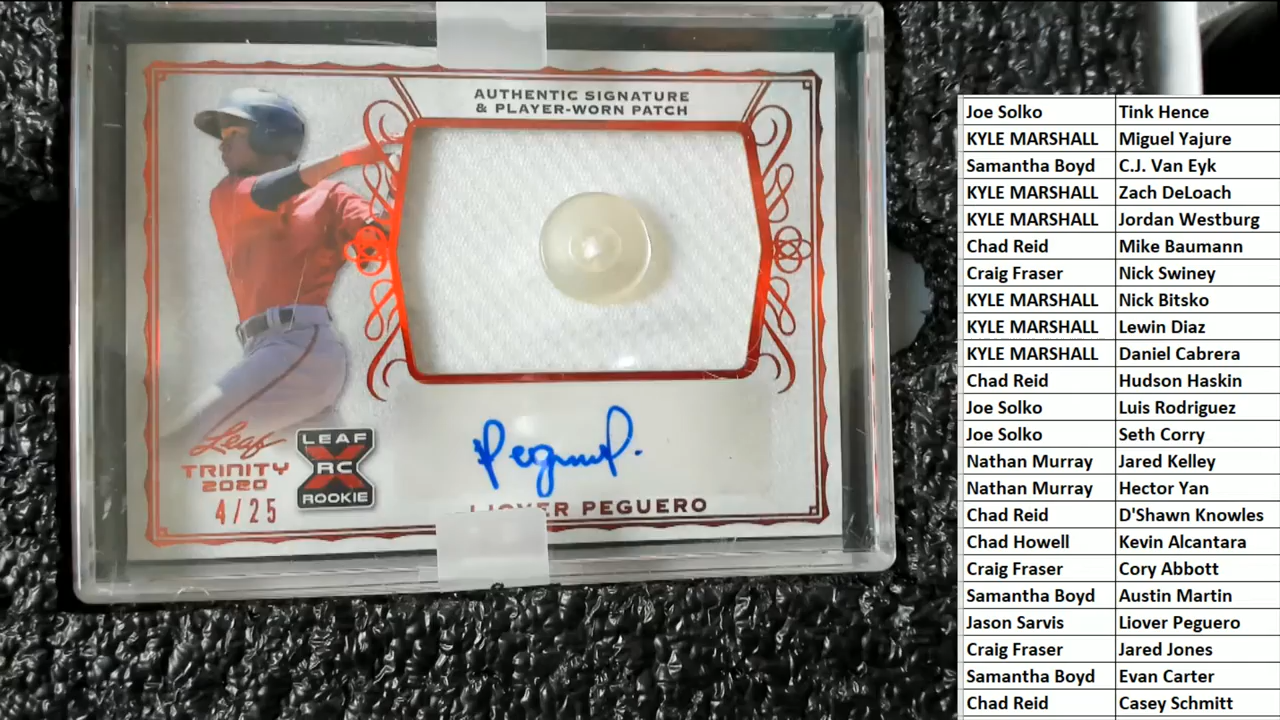 AUTHENTIC SIGNATURE
& PLAYER-WORN PATCH
Peguero P.
Leaf
TRINITY
2020
4/25
LEAF
RC
ROOKIE
LIOVER PEGUERO
Joe Solko Tink Hence
KYLE MARSHALL Miguel Yajure
Samantha Boyd C.J. Van Eyk
KYLE MARSHALL Zach DeLoach
KYLE MARSHALL Jordan Westburg
Chad Reid Mike Baumann
Craig Fraser Nick Swiney
KYLE MARSHALL Nick Bitsko
KYLE MARSHALL Lewin Diaz
KYLE MARSHALL Daniel Cabrera
Chad Reid Hudson Haskin
Joe Solko Luis Rodriguez
Joe Solko Seth Corry
Nathan Murray Jared Kelley
Nathan Murray Hector Yan
Chad Reid D'Shawn Knowles
Chad Howell Kevin Alcantara
Craig Fraser Cory Abbott
Samantha Boyd Austin Martin
Jason Sarvis Liover Peguero
Craig Fraser Jared Jones
Samantha Boyd Evan Carter
Chad Reid Casey Schmitt